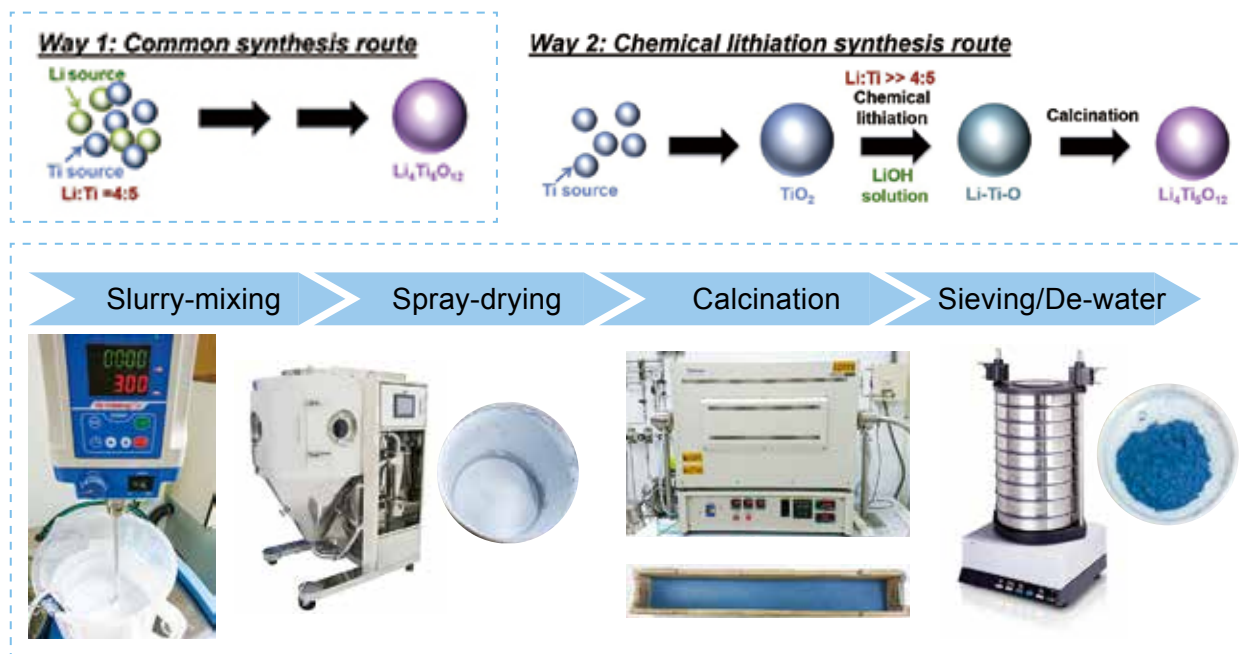 Way 1: Common synthesis route
Li source
Ti source
Li:Ti =4:5
Li₄Ti₅O₁₂
Way 2: Chemical lithiation synthesis route
Ti source
TiO₂
Li:Ti >> 4:5
Chemical
lithiation
LiOH
solution
Li-Ti-O
Calcination
Li₄Ti₅O₁₂
Slurry-mixing
Spray-drying
Calcination
Sieving/De-water
0000
300